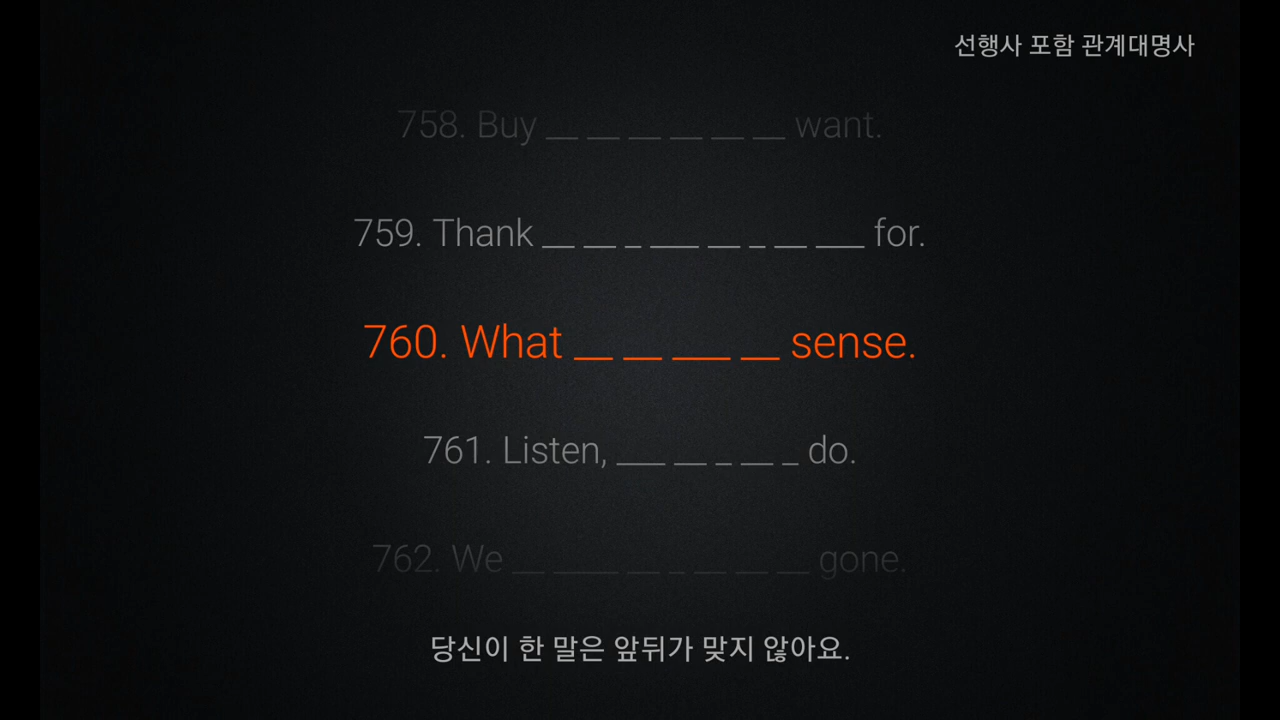 선행사 포함 관계대명사
758. Buy __ __ __ __ __ __ want.
759. Thank __ __ _ ___ __ _ __ ___ for.
760. What __ __ ___ __ sense.
761. Listen, ___ __ _ __ _ do.
762. We __ ____ __ _ __ __ __ gone.
당신이 한 말은 앞뒤가 맞지 않아요.